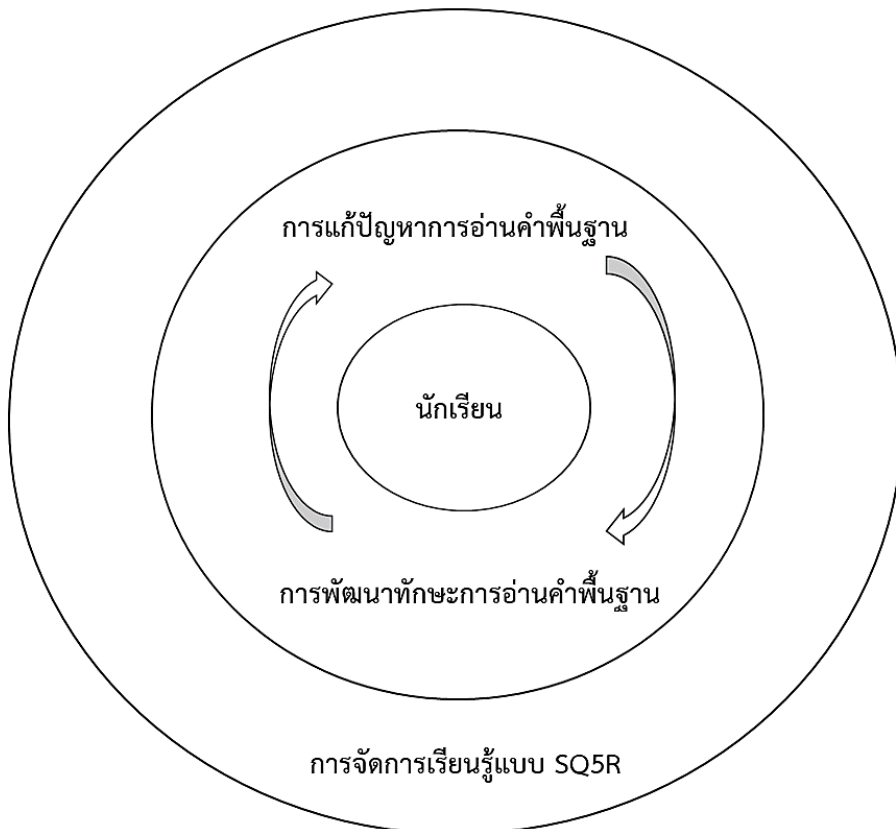 การแก้ปัญหาการอ่านคำพื้นฐาน
นักเรียน
การพัฒนาทักษะการอ่านคำพื้นฐาน
การจัดการเรียนรู้แบบ SQ5R